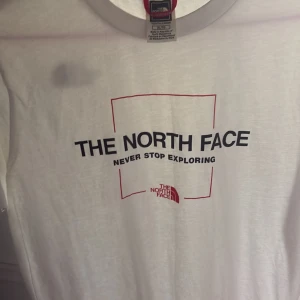 THE NORTH FACE
NEVER STOP EXPLORING
THE
NORTH
FACE